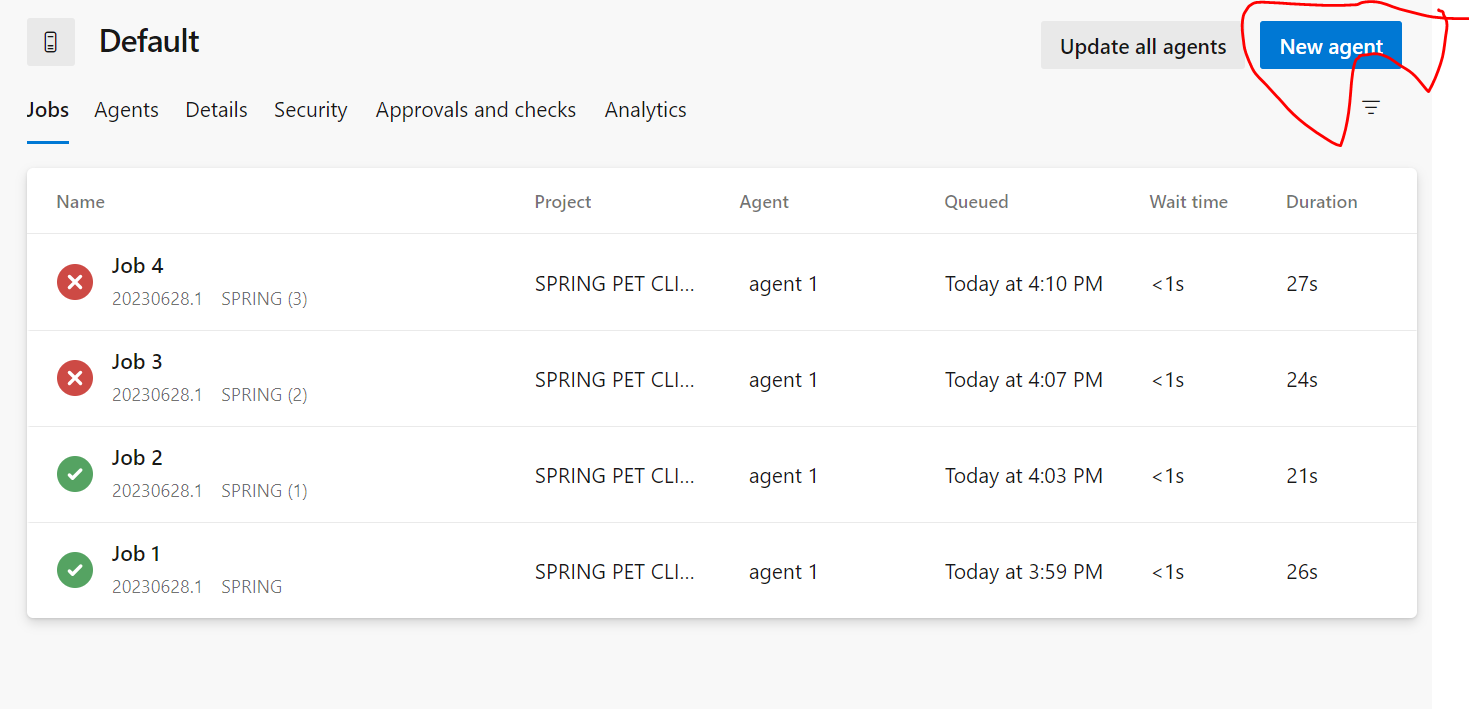 Default
Update all agents
New agent
Jobs Agents Details Security Approvals and checks Analytics
Name Project Agent Queued Wait time Duration
Job 4
20230628.1 SPRING (3)
SPRING PET CLI... agent 1 Today at 4:10 PM <1s 27s
Job 3
20230628.1 SPRING (2)
SPRING PET CLI... agent 1 Today at 4:07 PM <1s 24s
Job 2
20230628.1 SPRING (1)
SPRING PET CLI... agent 1 Today at 4:03 PM <1s 21s
Job 1
20230628.1 SPRING
SPRING PET CLI... agent 1 Today at 3:59 PM <1s 26s